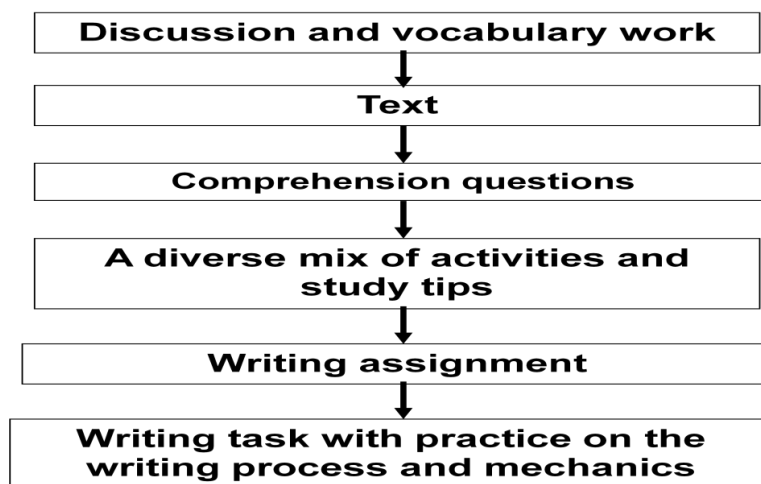 Discussion and vocabulary work
Text
Comprehension questions
A diverse mix of activities and
study tips
Writing assignment
Writing task with practice on the
writing process and mechanics